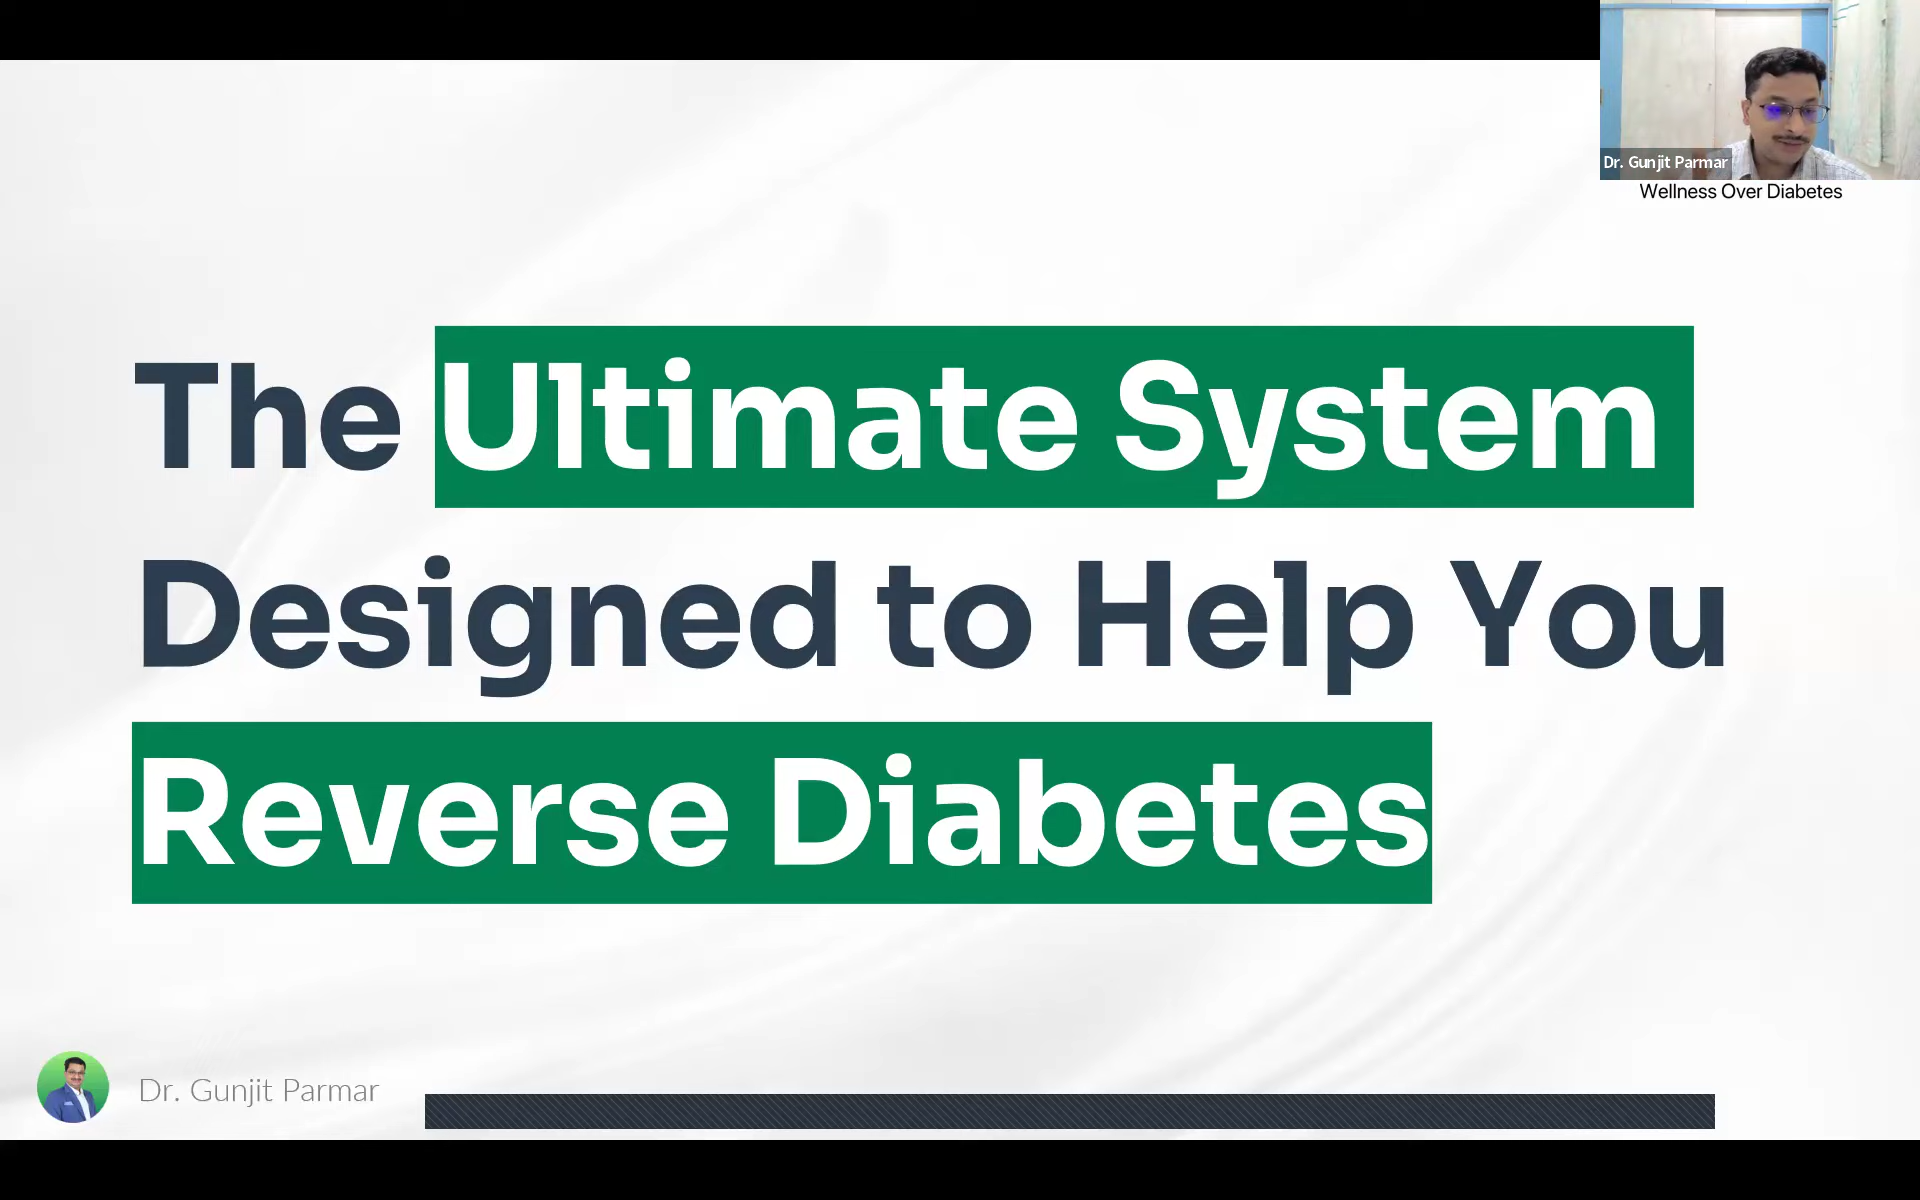 Dr. Gunjit Parmar
Wellness Over Diabetes
The Ultimate System
Designed to Help You
Reverse Diabetes
Dr. Gunjit Parmar